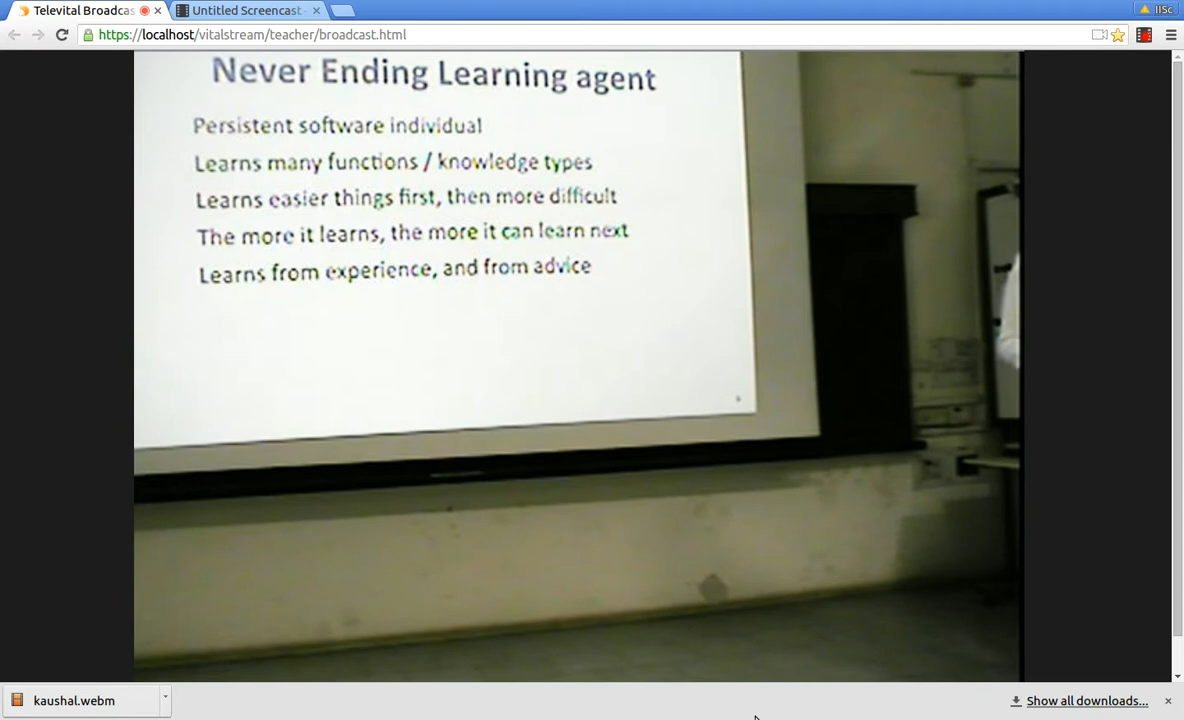 Televital Broadcas
Untitled Screencast -
IISc
https://localhost/vitalstream/teacher/broadcast.html
Never Ending Learning agent
Persistent software individual
Learns many functions / knowledge types
Learns easier things first, then more difficult
The more it learns, the more it can learn next
Learns from experience, and from advice
kaushal.webm
Show all downloads...